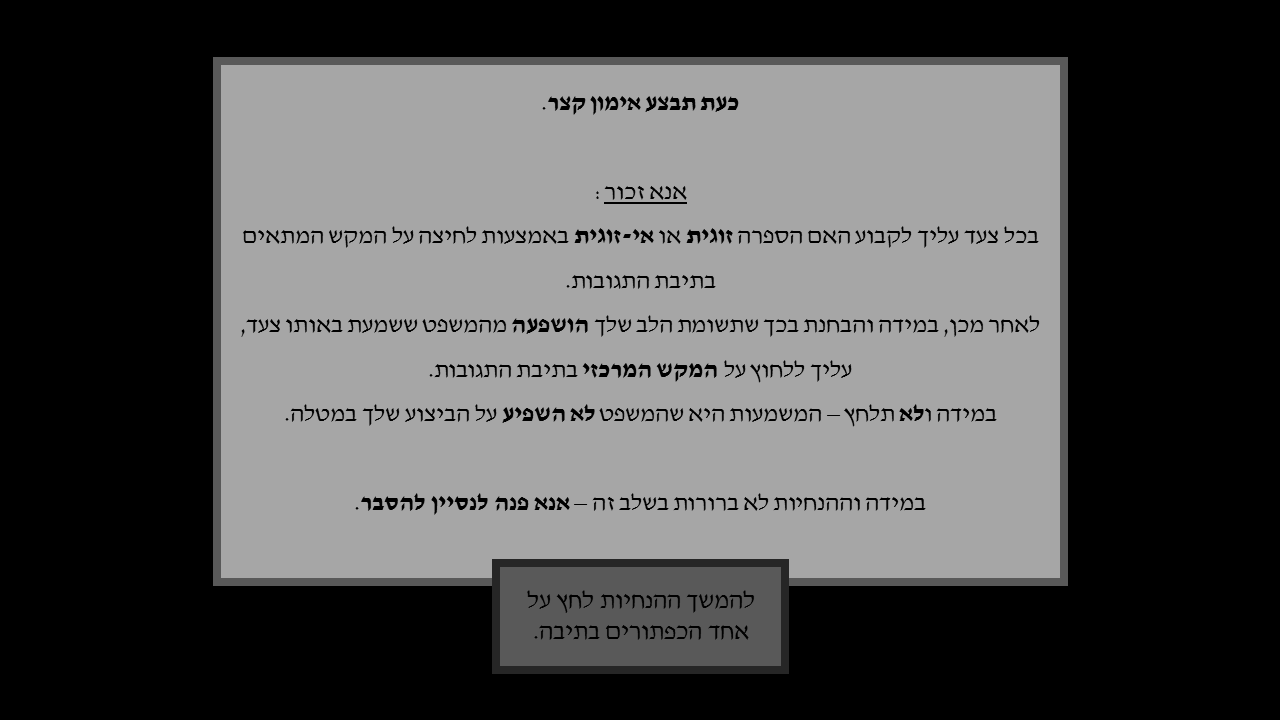 כעת תבצע אימון קצר.
אנא זכור :
בכל צעד עליך לקבוע האם הספרה זוגית או אי-זוגית באמצעות לחיצה על המקש המתאים
בתיבת התגובות.
לאחר מכן, במידה והבחנת בכך שתשומת הלב שלך הושפעה מהמשפט ששמעת באותו צעד,
עליך ללחוץ על המקש המרכזי בתיבת התגובות.
במידה ולא תלחץ – המשמעות היא שהמשפט לא השפיע על הביצוע שלך במטלה.
במידה וההנחיות לא ברורות בשלב זה – אנא פנה לנסיין להסבר.
להמשך ההנחיות לחץ על
אחד הכפתורים בתיבה.